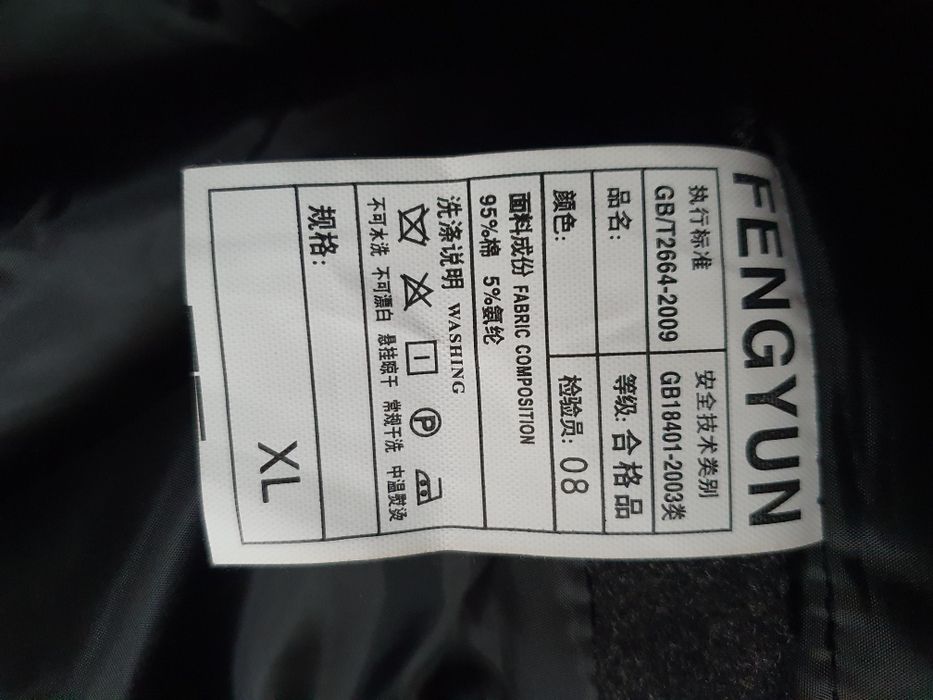 FENGYUN
执行标准 安全技术类别
GB/T2664-2009 GB18401-2003类
品名: 等级: 合格品
颜色: 检验员: 08
面料成份 FABRIC COMPOSITION
95%棉 5%氨纶
洗涤说明 WASHING
P
不可水洗 不可漂白 悬挂晾干 常规干洗 中温熨烫
规格:
XL